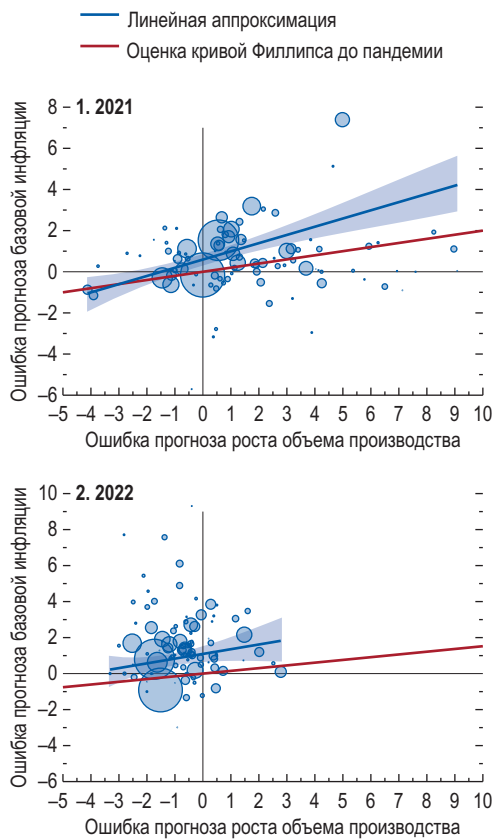 Линейная аппроксимация
Оценка кривой Филлипса до пандемии
1. 2021
Ошибка прогноза базовой инфляции
8
6
4
2
0
–2
–4
–6
–5 –4 –3 –2 –1 0 1 2 3 4 5 6 7 8 9 10
Ошибка прогноза роста объема производства
2. 2022
Ошибка прогноза базовой инфляции
10
8
6
4
2
0
–2
–4
–6
–5 –4 –3 –2 –1 0 1 2 3 4 5 6 7 8 9 10
Ошибка прогноза роста объема производства